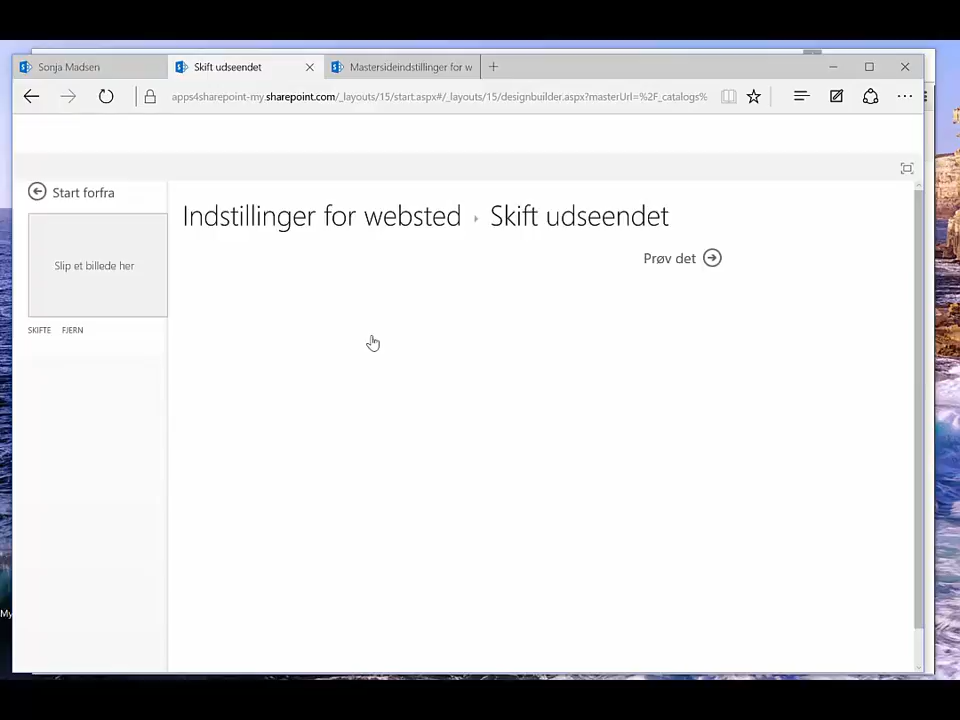 Sonja Madsen
Skift udseendet
Mastersideindstillinger for w
apps4sharepoint-my.sharepoint.com/_layouts/15/start.aspx#/_layouts/15/designbuilder.aspx?masterUrl=%2F_catalogs%
Start forfra
Indstillinger for websted › Skift udseendet
Prøv det
Slip et billede her
SKIFTE FJERN
My